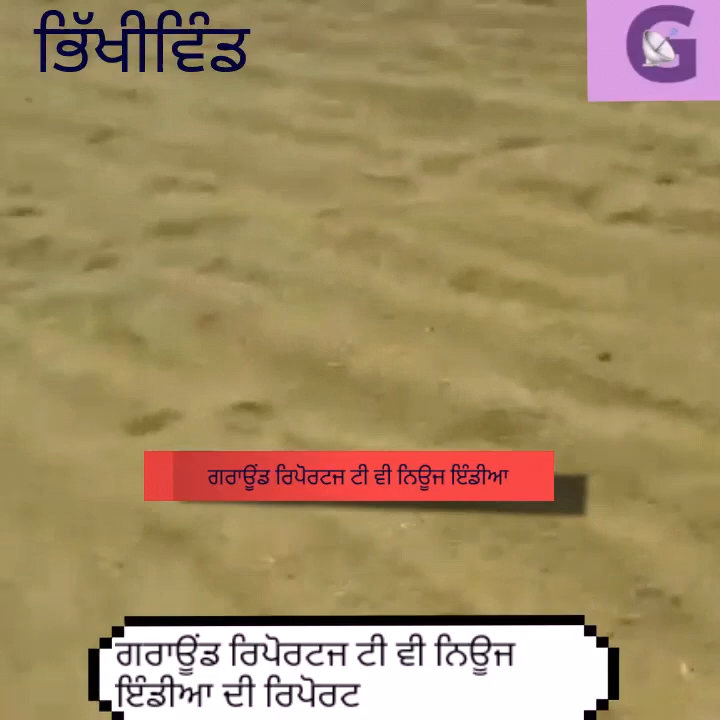 ਭਿੱਖੀਵਿੰਡ
G
ਗਰਾਊਂਡ ਰਿਪੋਰਟਜ ਟੀ ਵੀ ਨਿਊਜ ਇੰਡੀਆ
ਗਰਾਊਂਡ ਰਿਪੋਰਟਜ ਟੀ ਵੀ ਨਿਊਜ
ਇੰਡੀਆ ਦੀ ਰਿਪੋਰਟ